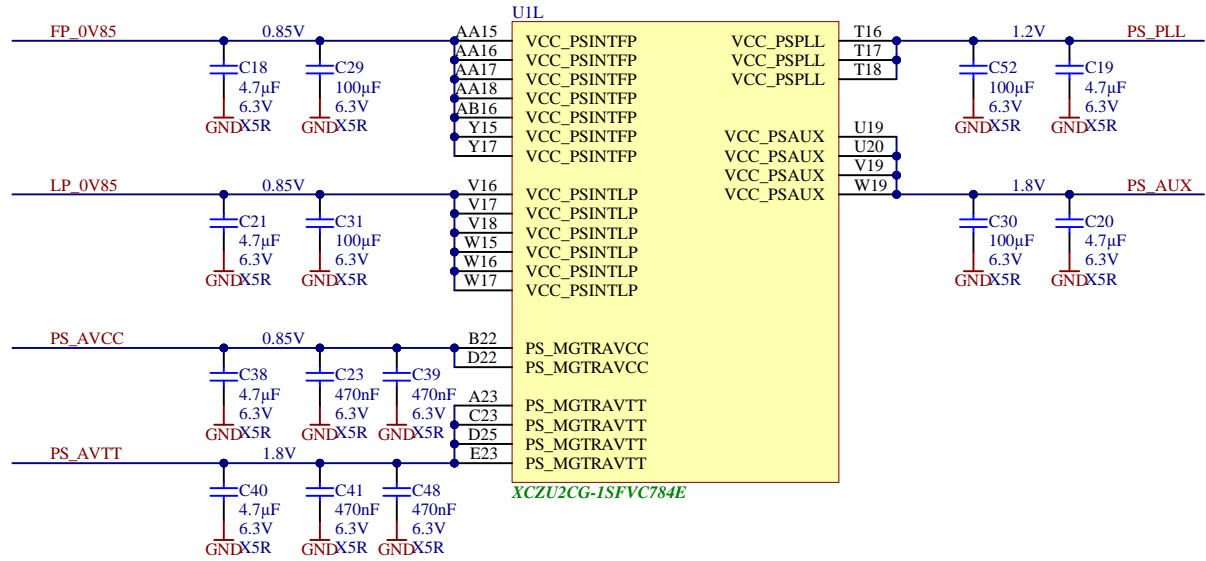 U1L
FP_0V85 0.85V AA15 VCC_PSINTFP VCC_PSPLL T16 1.2V PS_PLL
AA16 VCC_PSINTFP VCC_PSPLL T17
C18 C29 AA17 VCC_PSINTFP VCC_PSPLL T18 C52 C19
4.7µF 100µF AA18 VCC_PSINTFP 100µF 4.7µF
6.3V 6.3V AB16 VCC_PSINTFP 6.3V 6.3V
GND X5R GND X5R Y15 VCC_PSINTFP VCC_PSAUX U19 GND X5R GND X5R
Y17 VCC_PSINTFP VCC_PSAUX U20
VCC_PSAUX V19
LP_0V85 0.85V V16 VCC_PSINTLP VCC_PSAUX W19 1.8V PS_AUX
V17 VCC_PSINTLP
C21 C31 V18 VCC_PSINTLP C30 C20
4.7µF 100µF W15 VCC_PSINTLP 100µF 4.7µF
6.3V 6.3V W16 VCC_PSINTLP 6.3V 6.3V
GND X5R GND X5R W17 VCC_PSINTLP GND X5R GND X5R
PS_AVCC 0.85V B22 PS_MGTRAVCC
D22 PS_MGTRAVCC
C38 C23 C39
4.7µF 470nF 470nF A23 PS_MGTRAVTT
6.3V 6.3V 6.3V C23 PS_MGTRAVTT
GND X5R GND X5R GND X5R D25 PS_MGTRAVTT
PS_AVTT 1.8V E23 PS_MGTRAVTT
C40 C41 C48 XCZU2CG-1SFVC784E
4.7µF 470nF 470nF
6.3V 6.3V 6.3V
GND X5R GND X5R GND X5R